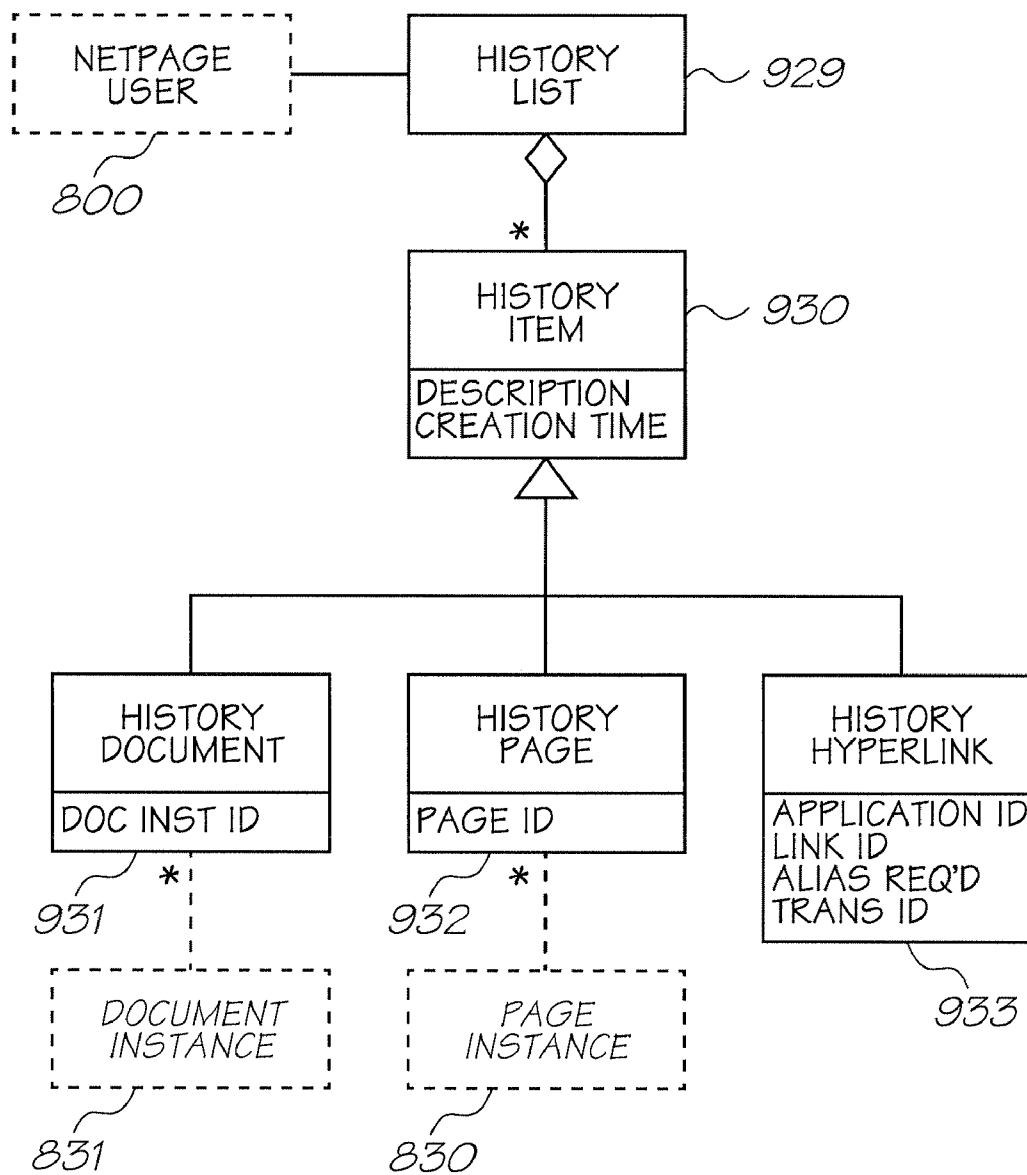 NETPAGE
USER
800
HISTORY
LIST
929
*
HISTORY
ITEM
930
DESCRIPTION
CREATION TIME
HISTORY
DOCUMENT
DOC INST ID
931
*
HISTORY
PAGE
PAGE ID
932
*
HISTORY
HYPERLINK
APPLICATION ID
LINK ID
ALIAS REQ'D
TRANS ID
933
DOCUMENT
INSTANCE
831
PAGE
INSTANCE
830